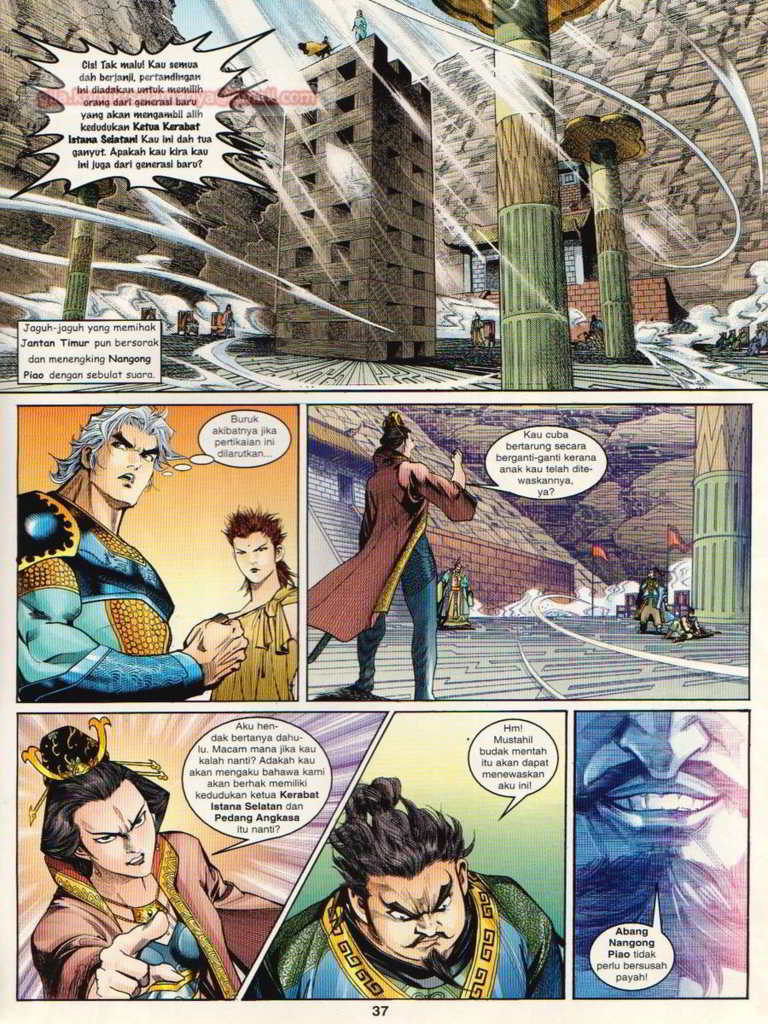 Cis! Tak malu! Kau semua
dah berjanji, pertandingan
ini diadakan untuk memilih
orang dari generasi baru
yang akan mengambil alih
kedudukan Ketua Kerabat
Istana Selatan! Kau ini dah tua
ganyut. Apakah kau kira kau
ini juga dari generasi baru?
Jaguh-jaguh yang memihak
Jantan Timur pun bersorak
dan menengking Nangong
Piao dengan sebulat suara.
Buruk
akibatnya jika
pertikaian ini
dilarutkan...
Kau cuba
bertarung secara
berganti-ganti kerana
anak kau telah dite-
waskannya,
ya?
Aku hen-
dak bertanya dahu-
lu. Macam mana jika kau
kalah nanti? Adakah kau
akan mengaku bahawa kami
akan berhak memiliki
kedudukan ketua Kerabat
Istana Selatan dan
Pedang Angkasa
itu nanti?
Hm!
Mustahil
budak mentah
itu akan dapat
menewaskan
aku ini!
Abang
Nangong
Piao tidak
perlu bersusah
payah!
37